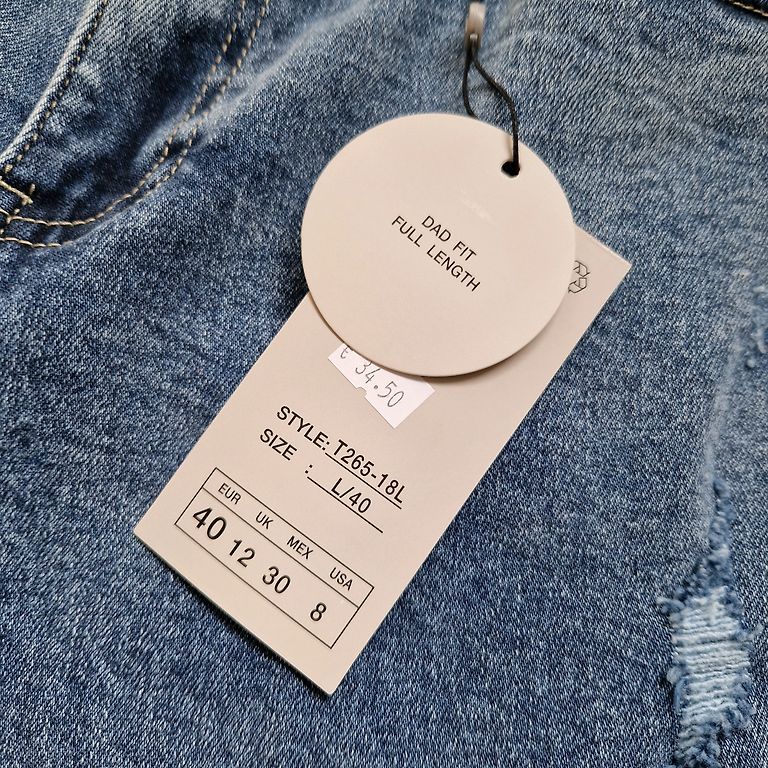 DAD FIT
FULL LENGTH
€ 34.50
STYLE: T265-18L
SIZE : L/40
EUR UK MEX USA
40 12 30 8